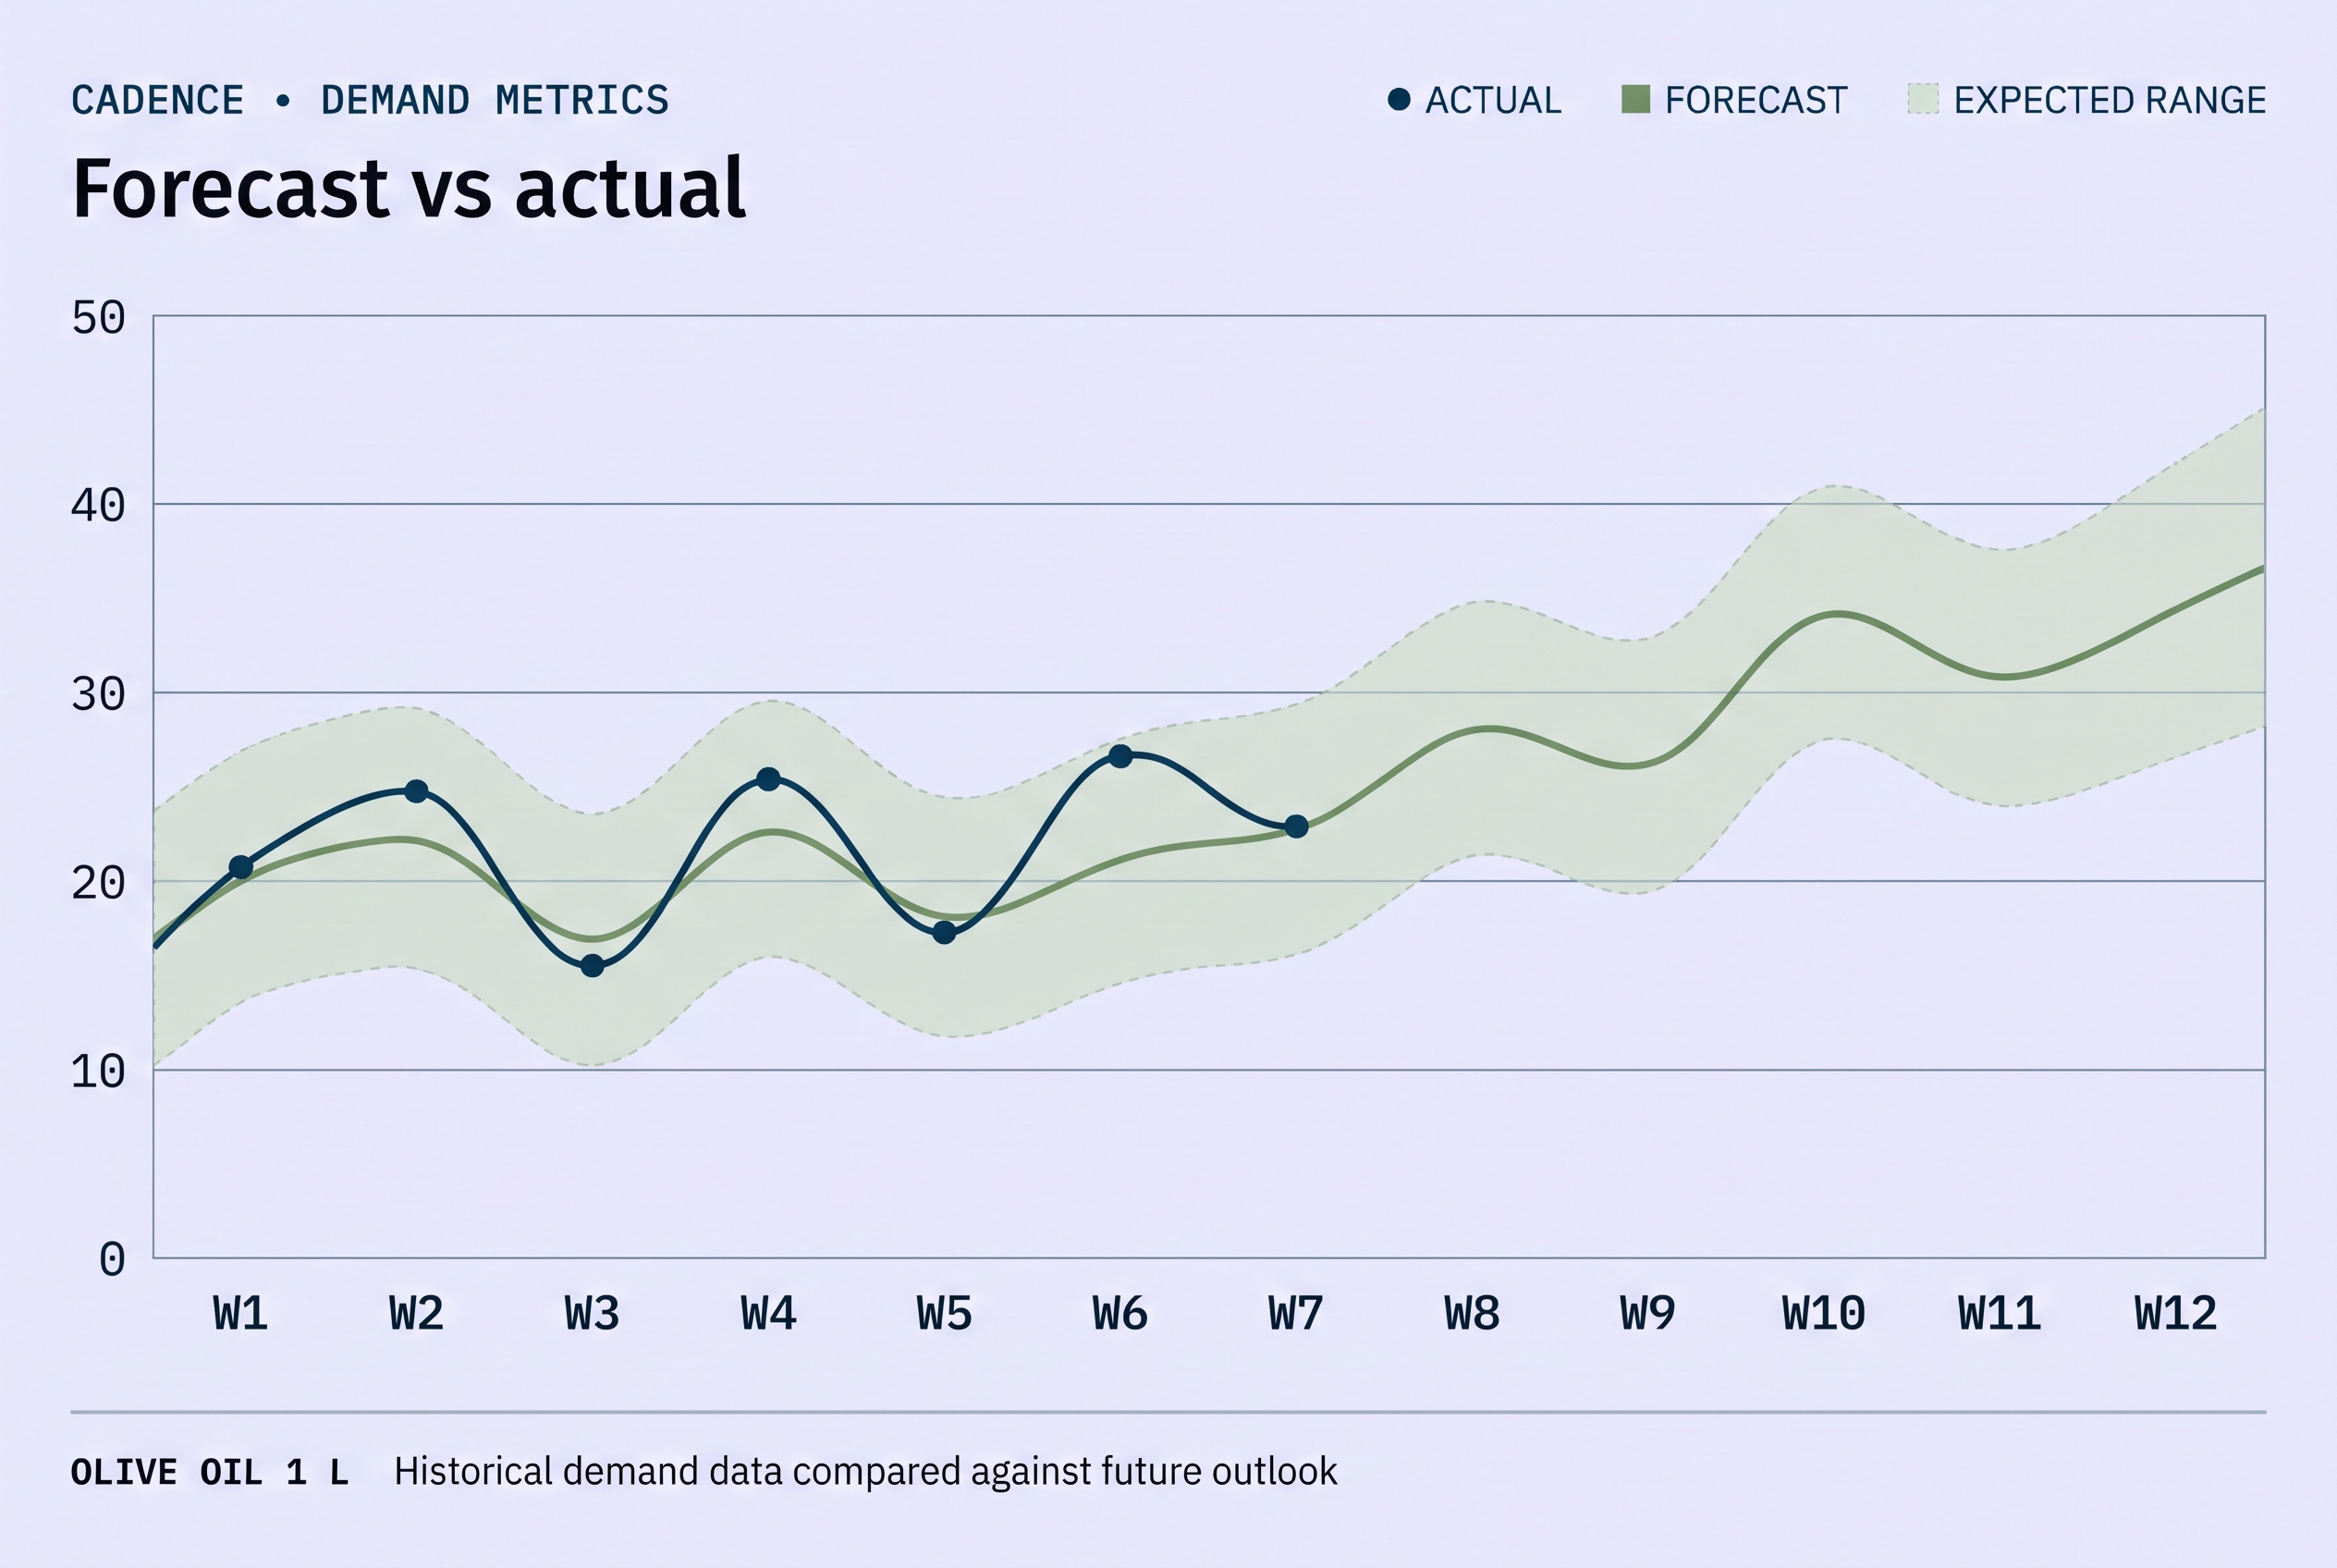 CADENCE • DEMAND METRICS
ACTUAL
FORECAST
EXPECTED RANGE
Forecast vs actual
50
40
30
20
10
0
W1 W2 W3 W4 W5 W6 W7 W8 W9 W10 W11 W12
OLIVE OIL 1 L Historical demand data compared against future outlook